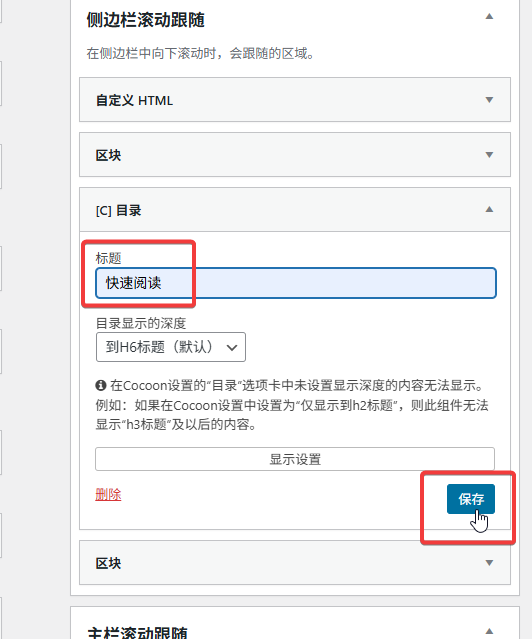 侧边栏滚动跟随
在侧边栏中向下滚动时，会跟随的区域。
自定义 HTML
区块
[C] 目录
标题
快速阅读
目录显示的深度
到H6标题（默认）
在Cocoon设置的“目录”选项卡中未设置显示深度的内容无法显示。
例如：如果在Cocoon设置中设置为“仅显示到h2标题”，则此组件无法
显示“h3标题”及以后的内容。
显示设置
删除
保存
区块
主栏滚动跟随